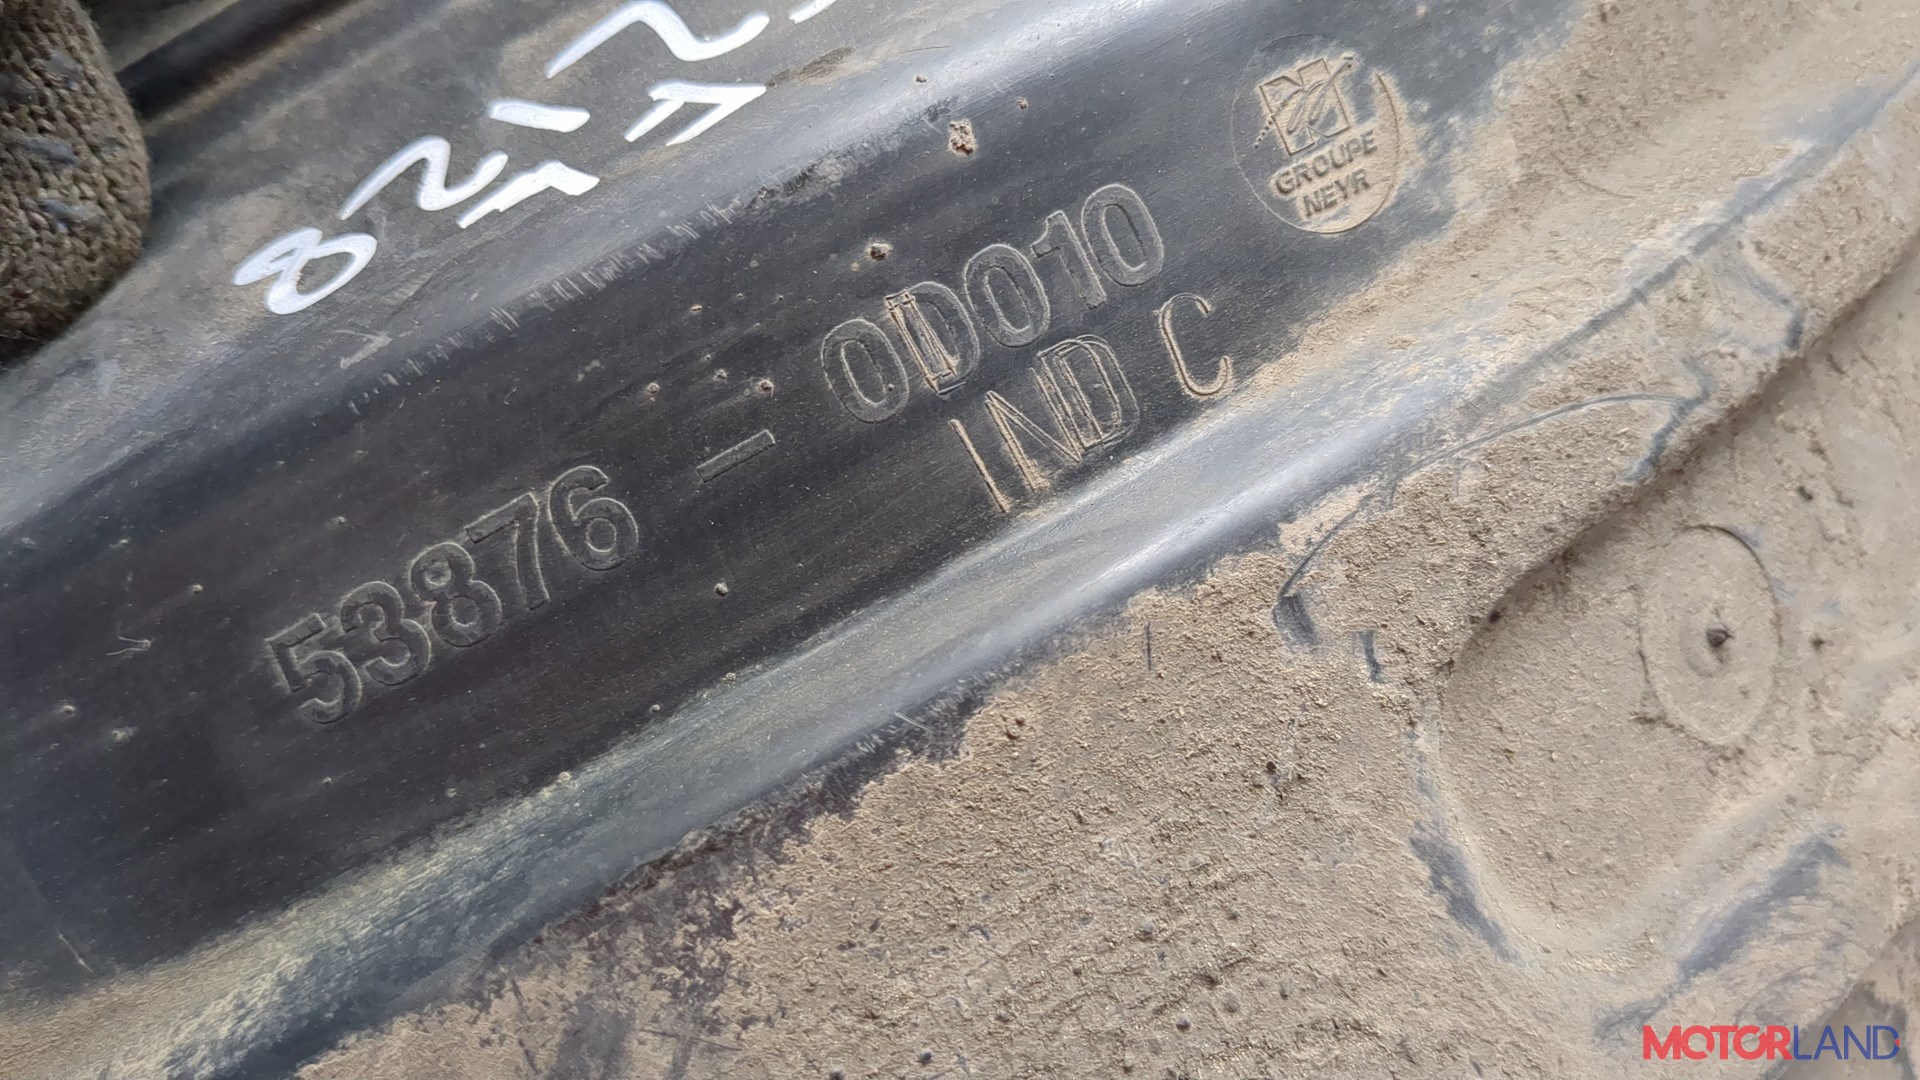 GROUPE
NEYR
53876 - 0D010
IND C
MOTORLAND